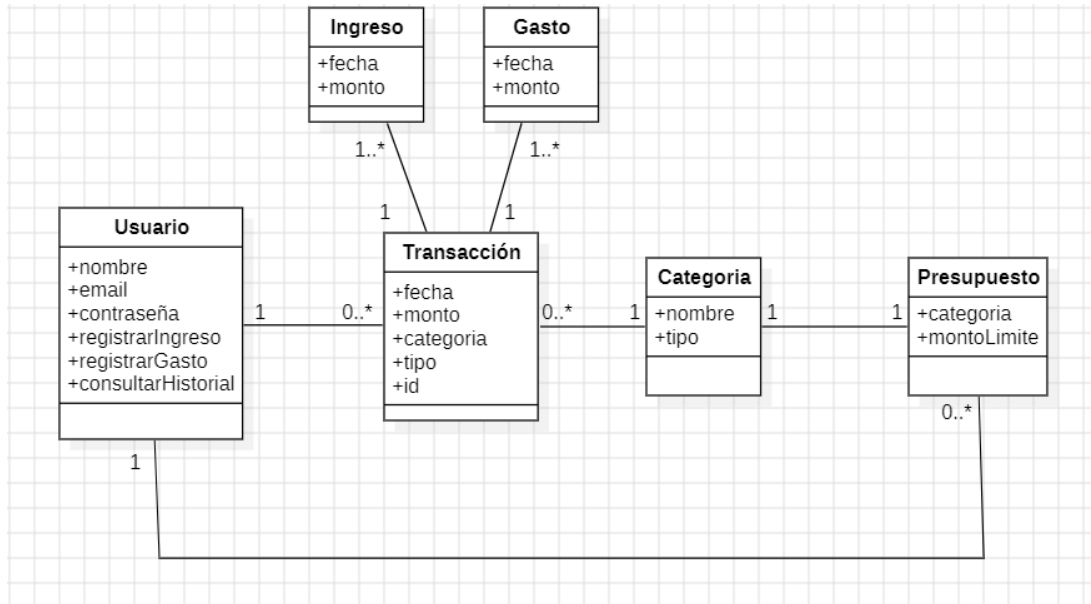 Ingreso
+fecha
+monto
Gasto
+fecha
+monto
1..*
1..*
1
1
Usuario
+nombre
+email
+contraseña
+registrarIngreso
+registrarGasto
+consultarHistorial
1
0..*
Transacción
+fecha
+monto
+categoria
+tipo
+id
0..*
1
Categoria
+nombre
+tipo
1
1
Presupuesto
+categoria
+montoLimite
0..*
1